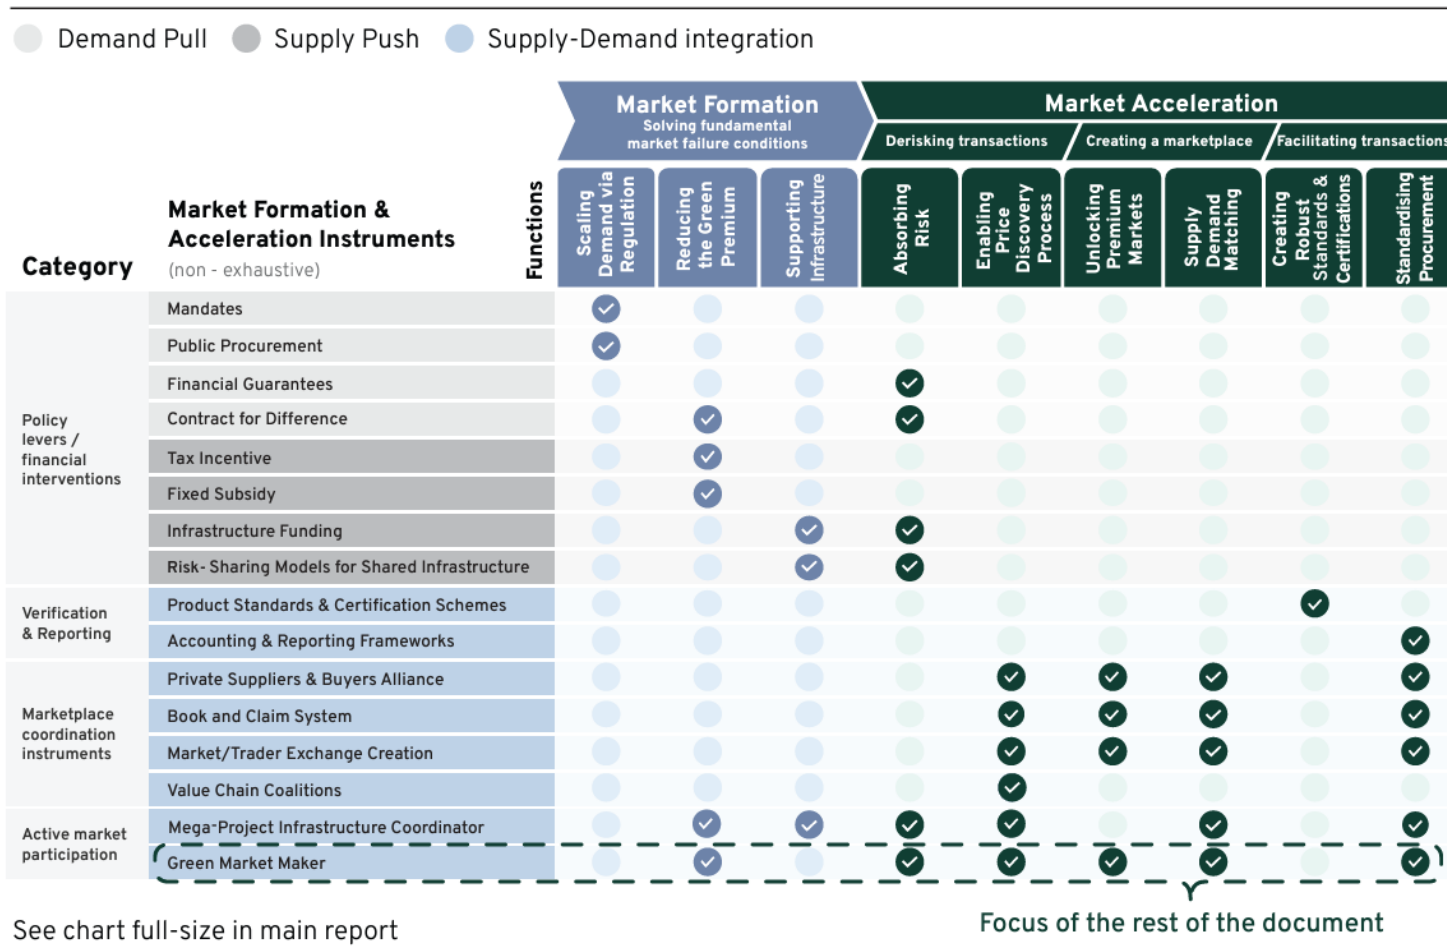 Demand Pull
Supply Push
Supply-Demand integration
Market Formation
Solving fundamental
market failure conditions
Market Acceleration
Derisking transactions
Creating a marketplace
Facilitating transactions
Category
Market Formation &
Acceleration Instruments
(non - exhaustive)
Functions
Scaling
Demand via
Regulation
Reducing
the Green
Premium
Supporting
Infrastructure
Absorbing
Risk
Enabling
Price
Discovery
Process
Unlocking
Premium
Markets
Supply
Demand
Matching
Creating
Robust
Standards &
Certifications
Standardising
Procurement
Policy
levers /
financial
interventions
Mandates
Public Procurement
Financial Guarantees
Contract for Difference
Tax Incentive
Fixed Subsidy
Infrastructure Funding
Risk- Sharing Models for Shared Infrastructure
Verification
& Reporting
Product Standards & Certification Schemes
Accounting & Reporting Frameworks
Marketplace
coordination
instruments
Private Suppliers & Buyers Alliance
Book and Claim System
Market/Trader Exchange Creation
Value Chain Coalitions
Active market
participation
Mega-Project Infrastructure Coordinator
Green Market Maker
See chart full-size in main report
Focus of the rest of the document